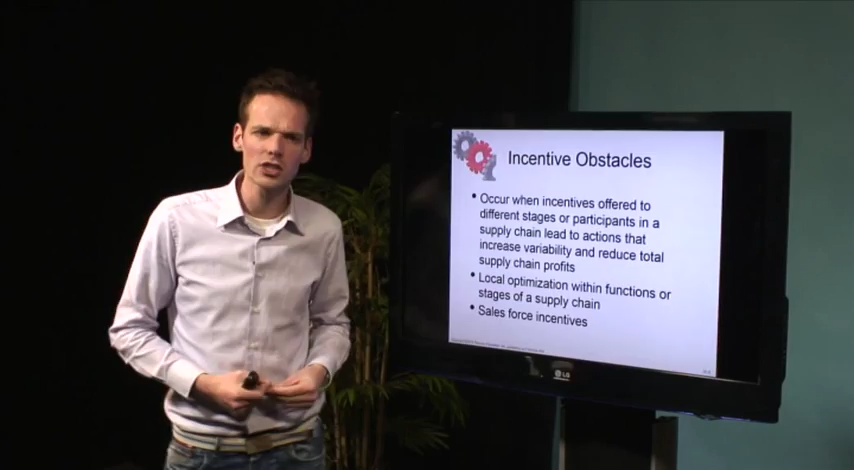 Incentive Obstacles
• Occur when incentives offered to
different stages or participants in a
supply chain lead to actions that
increase variability and reduce total
supply chain profits
• Local optimization within functions or
stages of a supply chain
• Sales force incentives
LG